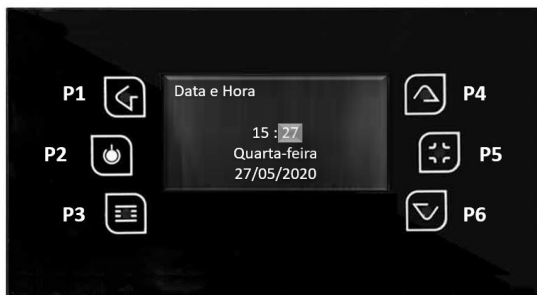 P1
P2
P3
Data e Hora
15 : 27
Quarta-feira
27/05/2020
P4
P5
P6